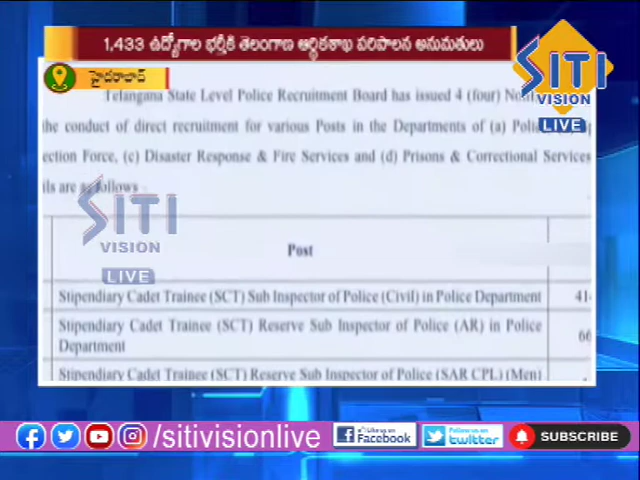 1,433 ఉద్యోగాల భర్తీకి తెలంగాణ ఆర్థికశాఖ పరిపాలన అనుమతులు
హైదరాబాద్
SITI
VISION
LIVE
Telangana State Level Police Recruitment Board has issued 4 (four)
the conduct of direct recruitment for various Posts in the Departments of (a)
ection Force, (c) Disaster Response & Fire Services and (d) Prisons & Correctional Services
ils are as follows
SITI
VISION
LIVE
Post
Stipendiary Cadet Trainee (SCT) Sub Inspector of Police (Civil) in Police Department
Stipendiary Cadet Trainee (SCT) Reserve Sub Inspector of Police (AR) in Police
Department
Stipendiary Cadet Trainee (SCT) Reserve Sub Inspector of Police (SAR CPL) (Men)
/sitivisionlive
Facebook
Follow us on
twitter
SUBSCRIBE